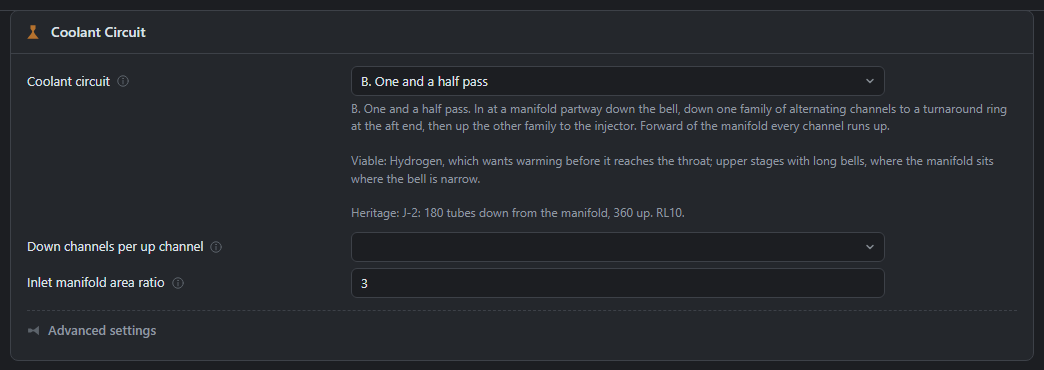 Coolant Circuit
Coolant circuit
B. One and a half pass
B. One and a half pass. In at a manifold partway down the bell, down one family of alternating channels to a turnaround ring
at the aft end, then up the other family to the injector. Forward of the manifold every channel runs up.
Viable: Hydrogen, which wants warming before it reaches the throat; upper stages with long bells, where the manifold sits
where the bell is narrow.
Heritage: J-2: 180 tubes down from the manifold, 360 up. RL10.
Down channels per up channel
Inlet manifold area ratio
3
Advanced settings